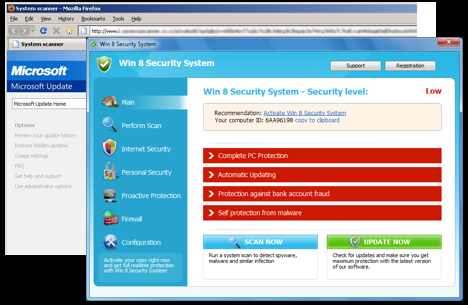 System scanner - Mozilla Firefox
File Edit View History Bookmarks Tools Help
http://www.
System scanner
Microsoft
Microsoft Update
Microsoft Update Home
Options
Review your update history
Restore hidden updates
FAQ
Get help and support
Use administrator options
Win 8 Security System
Win 8 Security System
Support
Registration
Main
Perform Scan
Internet Security
Personal Security
Proactive Protection
Firewall
Configuration
Activate your copy right now
and get full realtime protection
with Win 8 Security System!
Win 8 Security System - Security level:
Low
Recommendation: Activate Win 8 Security System
Your computer ID: 6AA96198 copy to clipboard
Complete PC Protection
Automatic Updating
Protection against bank account fraud
Self protection from malware
SCAN NOW
Run a system scan to detect spyware,
malware and similar infection
UPDATE NOW
Check for updates and make sure you get
maximum protection with the latest version
of our software.